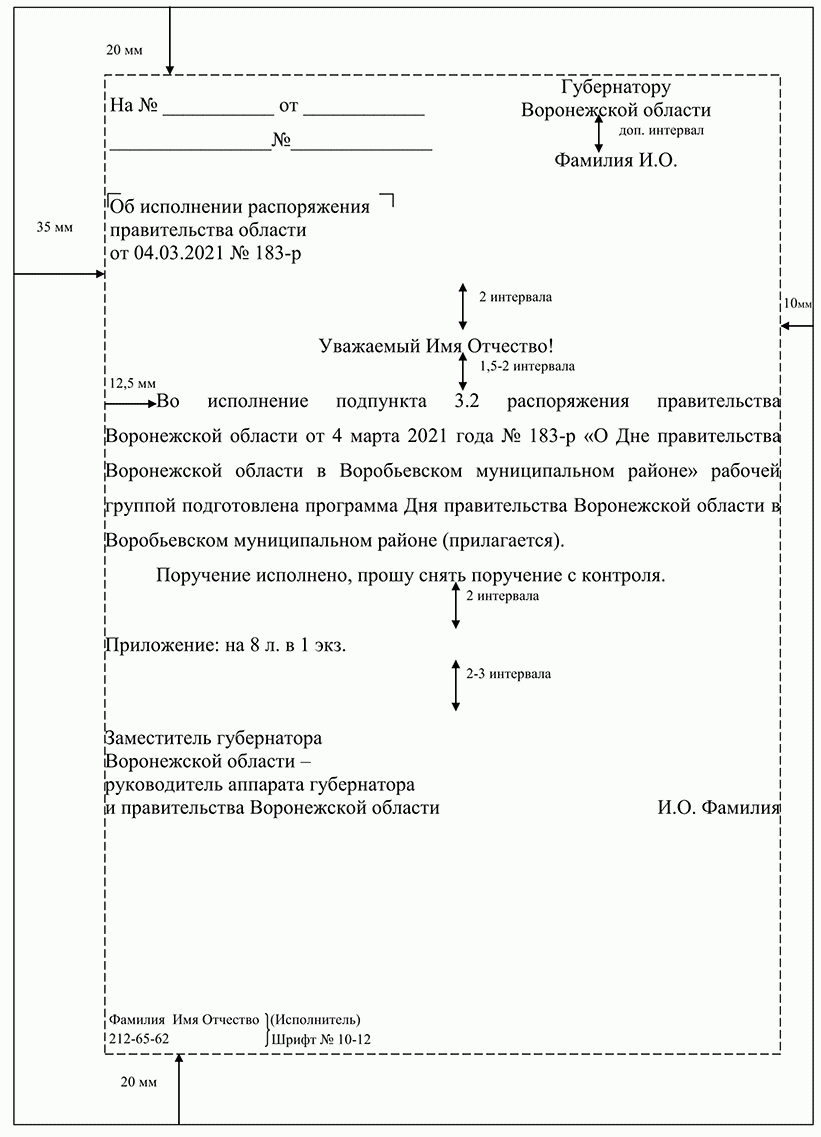 20 мм
Губернатору
На № ___________ от ____________
Воронежской области
доп. интервал
________________№______________
Фамилия И.О.
Об исполнении распоряжения
правительства области
35 мм
от 04.03.2021 № 183-р
2 интервала
10мм
Уважаемый Имя Отчество!
1,5-2 интервала
12,5 мм
Во исполнение подпункта 3.2 распоряжения правительства
Воронежской области от 4 марта 2021 года № 183-р «О Дне правительства
Воронежской области в Воробьевском муниципальном районе» рабочей
группой подготовлена программа Дня правительства Воронежской области в
Воробьевском муниципальном районе (прилагается).
Поручение исполнено, прошу снять поручение с контроля.
2 интервала
Приложение: на 8 л. в 1 экз.
2-3 интервала
Заместитель губернатора
Воронежской области –
руководитель аппарата губернатора
и правительства Воронежской области И.О. Фамилия
Фамилия Имя Отчество (Исполнитель)
212-65-62 Шрифт № 10-12
20 мм